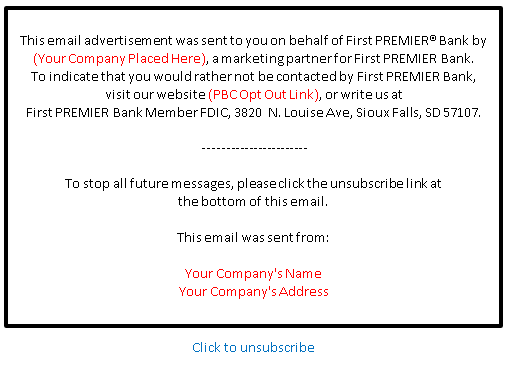 This email advertisement was sent to you on behalf of First PREMIER® Bank by
(Your Company Placed Here), a marketing partner for First PREMIER Bank.
To indicate that you would rather not be contacted by First PREMIER Bank,
visit our website (PBC Opt Out Link), or write us at
First PREMIER Bank Member FDIC, 3820 N. Louise Ave, Sioux Falls, SD 57107.
----------------------
To stop all future messages, please click the unsubscribe link at
the bottom of this email.
This email was sent from:
Your Company's Name
Your Company's Address
Click to unsubscribe